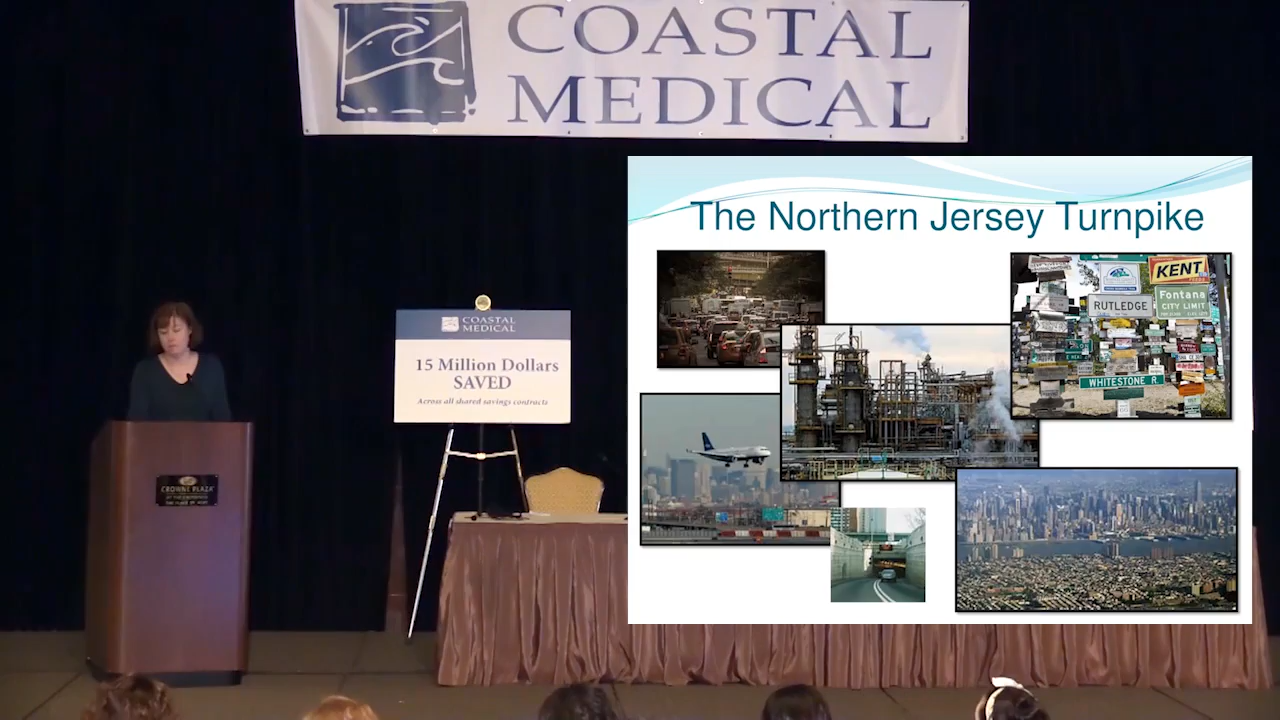 COASTAL
MEDICAL
The Northern Jersey Turnpike
KENT
Fontana
CITY LIMIT
RUTLEDGE
WHITESTONE R.
COASTAL
MEDICAL
15 Million Dollars
SAVED
Across all shared savings contracts
CROWNE PLAZA